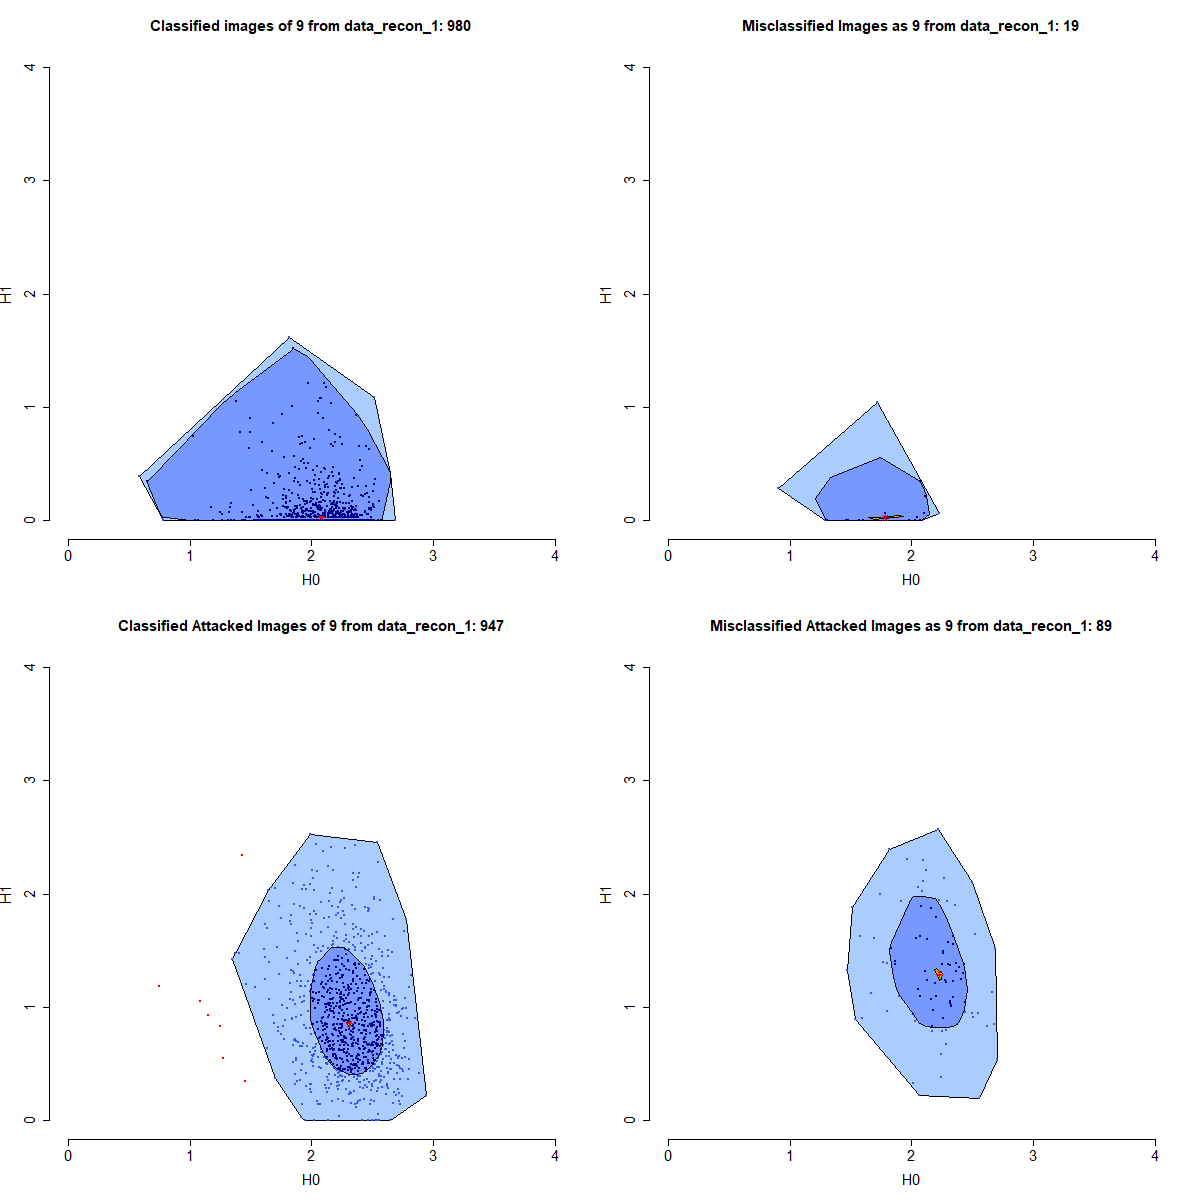 Classified images of 9 from data_recon_1: 980
4
3
2
1
0
H1
0 1 2 3 4
H0
Misclassified Images as 9 from data_recon_1: 19
4
3
2
1
0
H1
0 1 2 3 4
H0
Classified Attacked Images of 9 from data_recon_1: 947
4
3
2
1
0
H1
0 1 2 3 4
H0
Misclassified Attacked Images as 9 from data_recon_1: 89
4
3
2
1
0
H1
0 1 2 3 4
H0